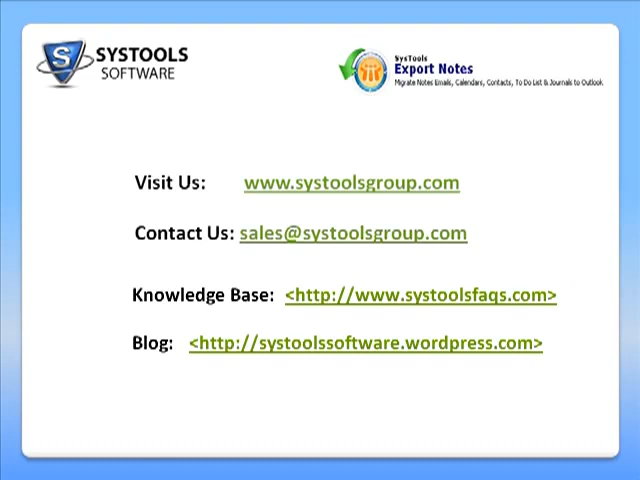 SYSTOOLS
SOFTWARE
SysTools
Export Notes
Migrate Notes Emails, Calendars, Contacts, To Do List & Journals to Outlook
Visit Us: www.systoolsgroup.com
Contact Us: sales@systoolsgroup.com
Knowledge Base: <http://www.systoolsfaqs.com>
Blog: <http://systoolssoftware.wordpress.com>